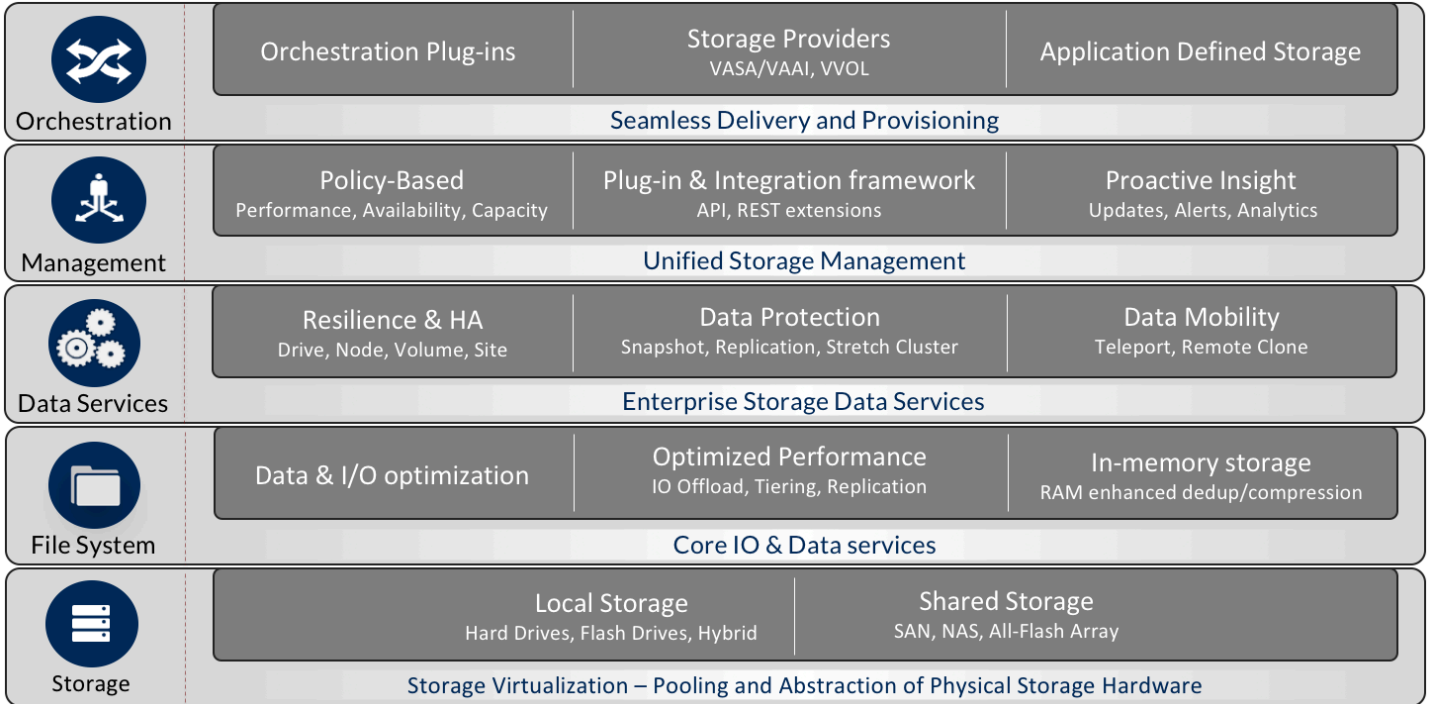 Orchestration Plug-ins
Storage Providers
VASA/VAAI, VVOL
Application Defined Storage
Orchestration
Seamless Delivery and Provisioning
Policy-Based
Performance, Availability, Capacity
Plug-in & Integration framework
API, REST extensions
Proactive Insight
Updates, Alerts, Analytics
Management
Unified Storage Management
Resilience & HA
Drive, Node, Volume, Site
Data Protection
Snapshot, Replication, Stretch Cluster
Data Mobility
Teleport, Remote Clone
Data Services
Enterprise Storage Data Services
Data & I/O optimization
Optimized Performance
IO Offload, Tiering, Replication
In-memory storage
RAM enhanced dedup/compression
File System
Core IO & Data services
Local Storage
Hard Drives, Flash Drives, Hybrid
Shared Storage
SAN, NAS, All-Flash Array
Storage
Storage Virtualization – Pooling and Abstraction of Physical Storage Hardware